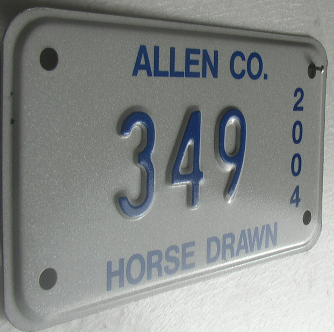 ALLEN CO.
349
2004
HORSE DRAWN